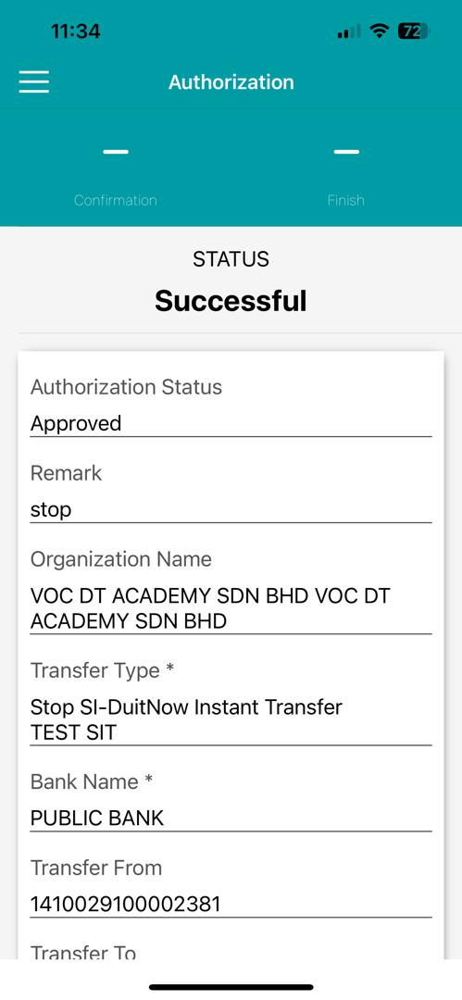 11:34
72
Authorization
Confirmation
Finish
STATUS
Successful
Authorization Status
Approved
Remark
stop
Organization Name
VOC DT ACADEMY SDN BHD VOC DT
ACADEMY SDN BHD
Transfer Type *
Stop SI-DuitNow Instant Transfer
TEST SIT
Bank Name *
PUBLIC BANK
Transfer From
1410029100002381
Transfer To